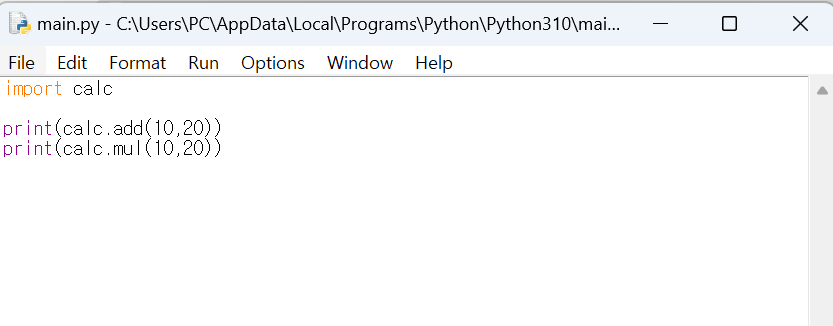 main.py - C:\Users\PC\AppData\Local\Programs\Python\Python310\mai...
File Edit Format Run Options Window Help
import calc
print(calc.add(10,20))
print(calc.mul(10,20))